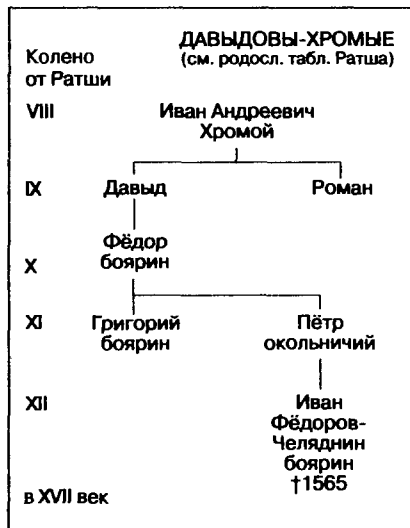 ДАВЫДОВЫ-ХРОМЫЕ
(см. родосл. табл. Ратша)
Колено
от Ратши
VIII
Иван Андреевич
Хромой
IX
Давыд
Роман
Фёдор
боярин
X
XI
Григорий
боярин
Пётр
окольничий
XII
Иван
Фёдоров-
Челяднин
боярин
†1565
в XVII век